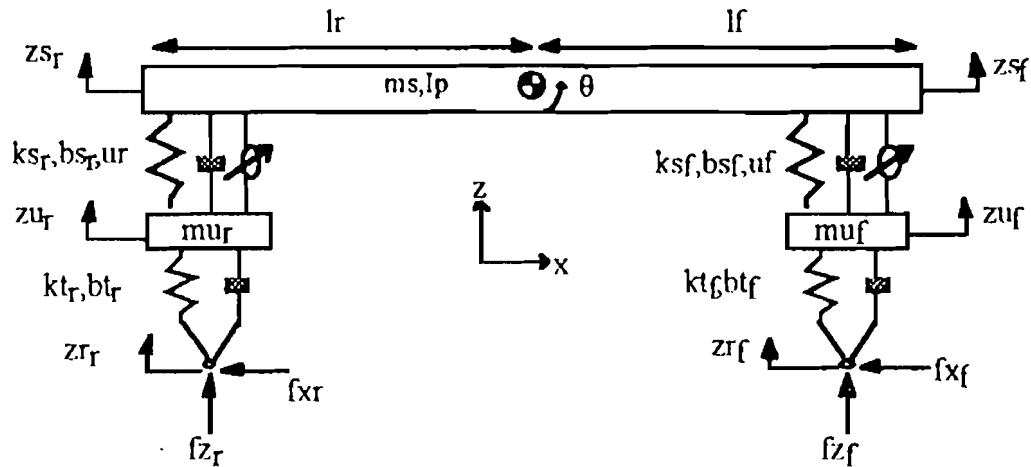 lr lf
zsr zsf
ms,Ip θ
ksr,bsr,ur ksf,bsf,uf
zur zuf
mur z muf
x
ktr,btr ktf,btf
zrr zrf
fxr fxf
fzr fzf